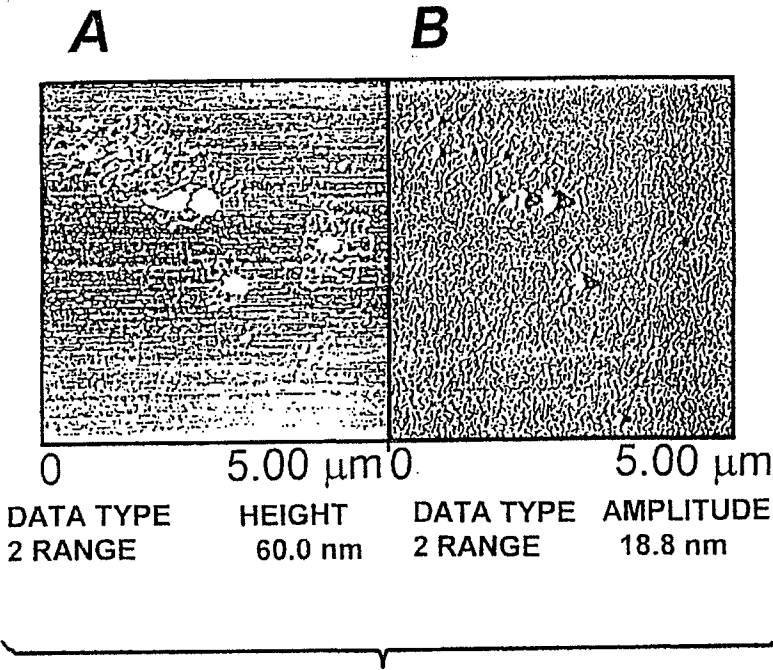 A B
0 5.00 μm 0 5.00 μm
DATA TYPE HEIGHT DATA TYPE AMPLITUDE
2 RANGE 60.0 nm 2 RANGE 18.8 nm